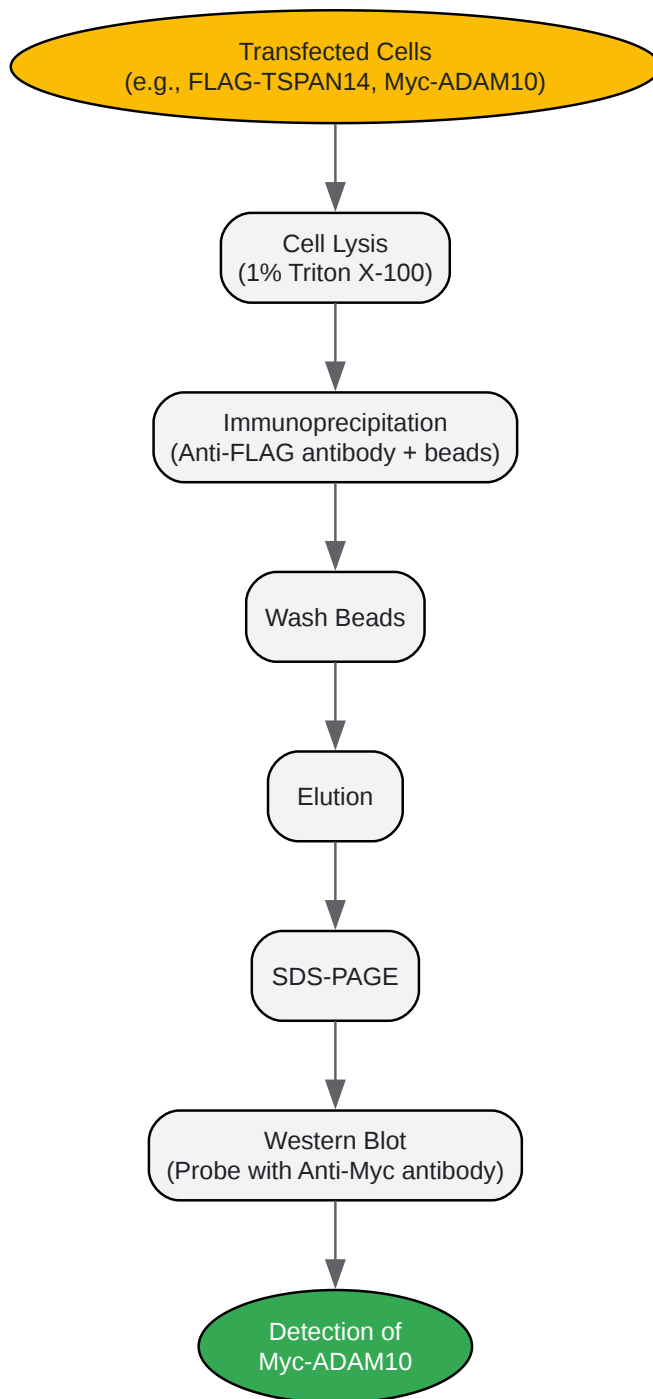 Transfected Cells
(e.g., FLAG-TSPAN14, Myc-ADAM10)
Cell Lysis
(1% Triton X-100)
Immunoprecipitation
(Anti-FLAG antibody + beads)
Wash Beads
Elution
SDS-PAGE
Western Blot
(Probe with Anti-Myc antibody)
Detection of
Myc-ADAM10